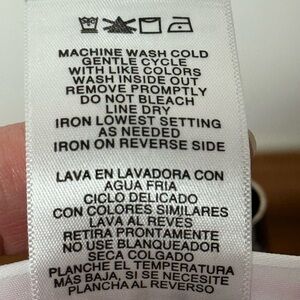 MACHINE WASH COLD
GENTLE CYCLE
WITH LIKE COLORS
WASH INSIDE OUT
REMOVE PROMPTLY
DO NOT BLEACH
LINE DRY
IRON LOWEST SETTING
AS NEEDED
IRON ON REVERSE SIDE
LAVA EN LAVADORA CON
AGUA FRIA
CICLO DELICADO
CON COLORES SIMILARES
LAVA AL REVES
RETIRA PRONTAMENTE
NO USE BLANQUEADOR
SECA COLGADO
PLANCHE EL TEMPERATURA
MAS BAJA, SI SE NECESITE
PLANCHA AL REVERSO